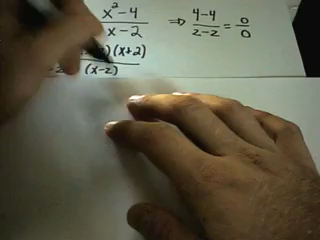 x² - 4 / x - 2 ⇒ 4-4 / 2-2 = 0 / 0
)(x+2) / (x-2)